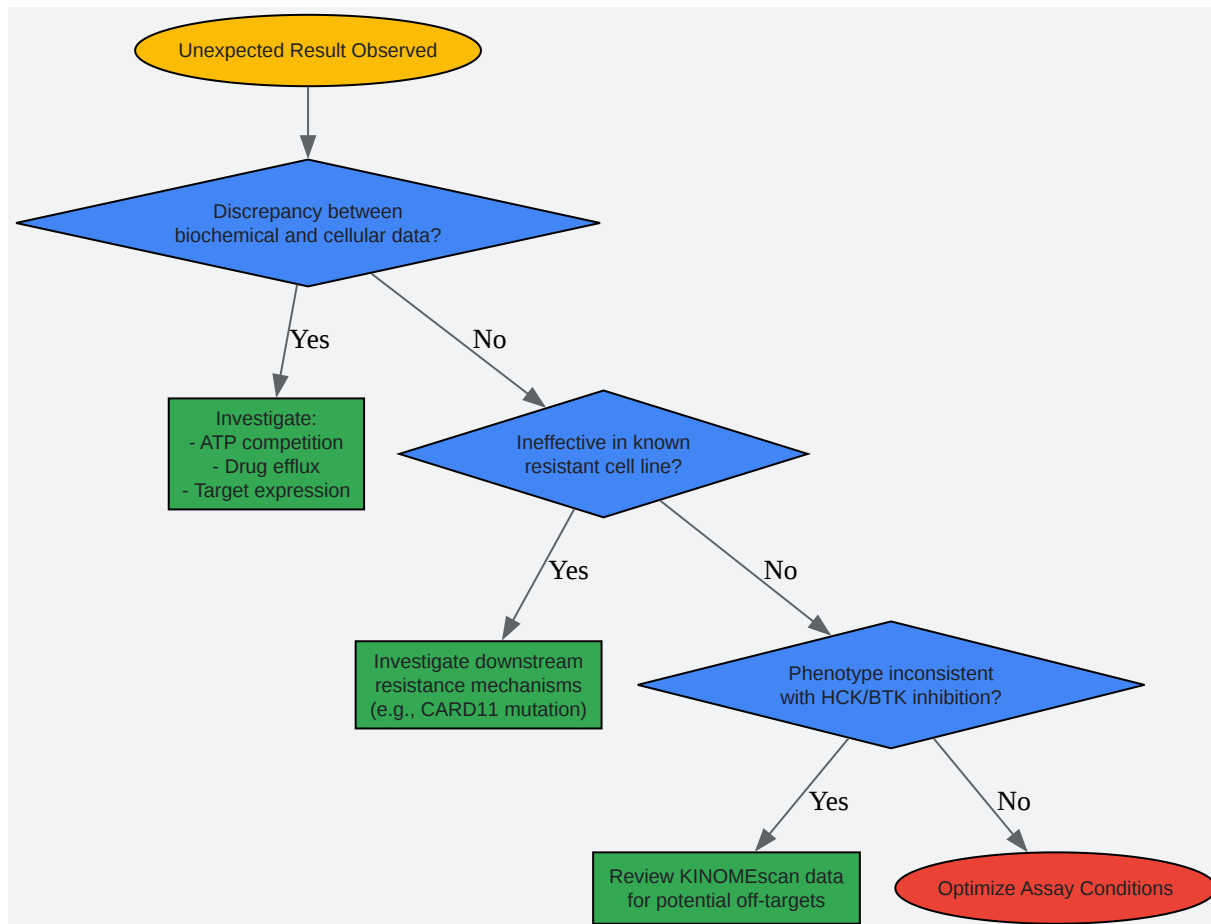 Unexpected Result Observed
Discrepancy between
biochemical and cellular data?
Yes
No
Investigate:
- ATP competition
- Drug efflux
- Target expression
Ineffective in known
resistant cell line?
Yes
No
Investigate downstream
resistance mechanisms
(e.g., CARD11 mutation)
Phenotype inconsistent
with HCK/BTK inhibition?
Yes
No
Review KINOMEscan data
for potential off-targets
Optimize Assay Conditions